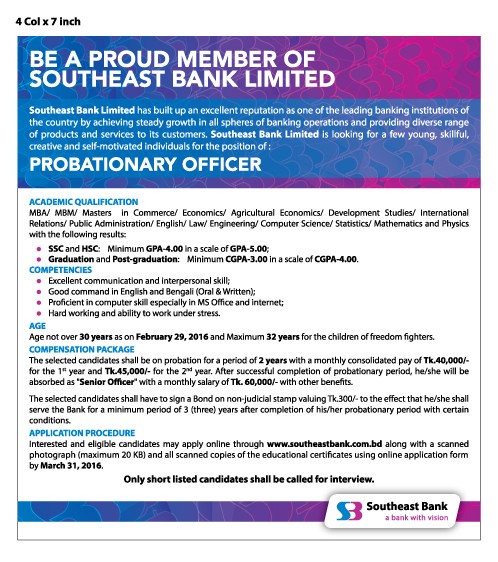 4 Col x 7 inch
BE A PROUD MEMBER OF
SOUTHEAST BANK LIMITED
Southeast Bank Limited has built up an excellent reputation as one of the leading banking institutions of
the country by achieving steady growth in all spheres of banking operations and providing diverse range
of products and services to its customers. Southeast Bank Limited is looking for a few young, skillful,
creative and self-motivated individuals for the position of :
PROBATIONARY OFFICER
ACADEMIC QUALIFICATION
MBA/ MBM/ Masters in Commerce/ Economics/ Agricultural Economics/ Development Studies/ International
Relations/ Public Administration/ English/ Law/ Engineering/ Computer Science/ Statistics/ Mathematics and Physics
with the following results:
• SSC and HSC: Minimum GPA-4.00 in a scale of GPA-5.00;
• Graduation and Post-graduation: Minimum CGPA-3.00 in a scale of CGPA-4.00.
COMPETENCIES
• Excellent communication and interpersonal skill;
• Good command in English and Bengali (Oral & Written);
• Proficient in computer skill especially in MS Office and internet;
• Hard working and ability to work under stress.
AGE
Age not over 30 years as on February 29, 2016 and Maximum 32 years for the children of freedom fighters.
COMPENSATION PACKAGE
The selected candidates shall be on probation for a period of 2 years with a monthly consolidated pay of Tk.40,000/-
for the 1st year and Tk.45,000/- for the 2nd year. After successful completion of probationary period, he/she will be
absorbed as "Senior Officer" with a monthly salary of Tk. 60,000/- with other benefits.
The selected candidates shall have to sign a Bond on non-judicial stamp valuing Tk.300/- to the effect that he/she shall
serve the Bank for a minimum period of 3 (three) years after completion of his/her probationary period with certain
conditions.
APPLICATION PROCEDURE
Interested and eligible candidates may apply online through www.southeastbank.com.bd along with a scanned
photograph (maximum 20 KB) and all scanned copies of the educational certificates using online application form
by March 31, 2016.
Only short listed candidates shall be called for interview.
Southeast Bank
a bank with vision